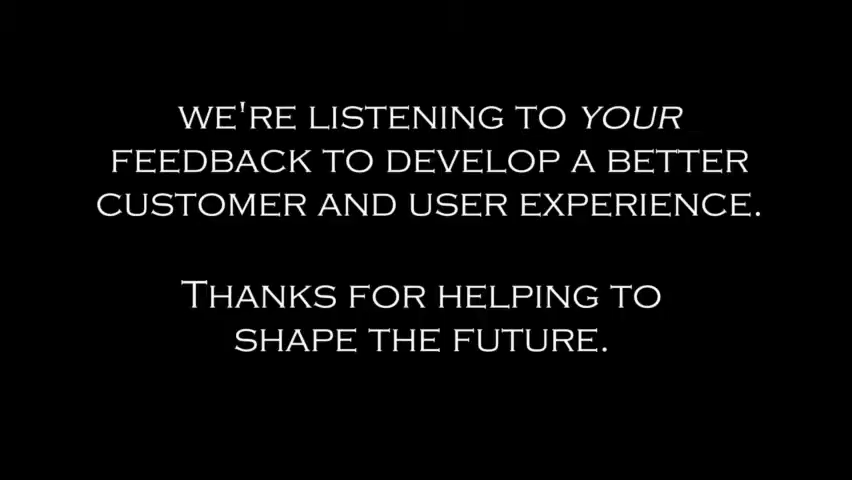 WE'RE LISTENING TO YOUR
FEEDBACK TO DEVELOP A BETTER
CUSTOMER AND USER EXPERIENCE.
THANKS FOR HELPING TO
SHAPE THE FUTURE.